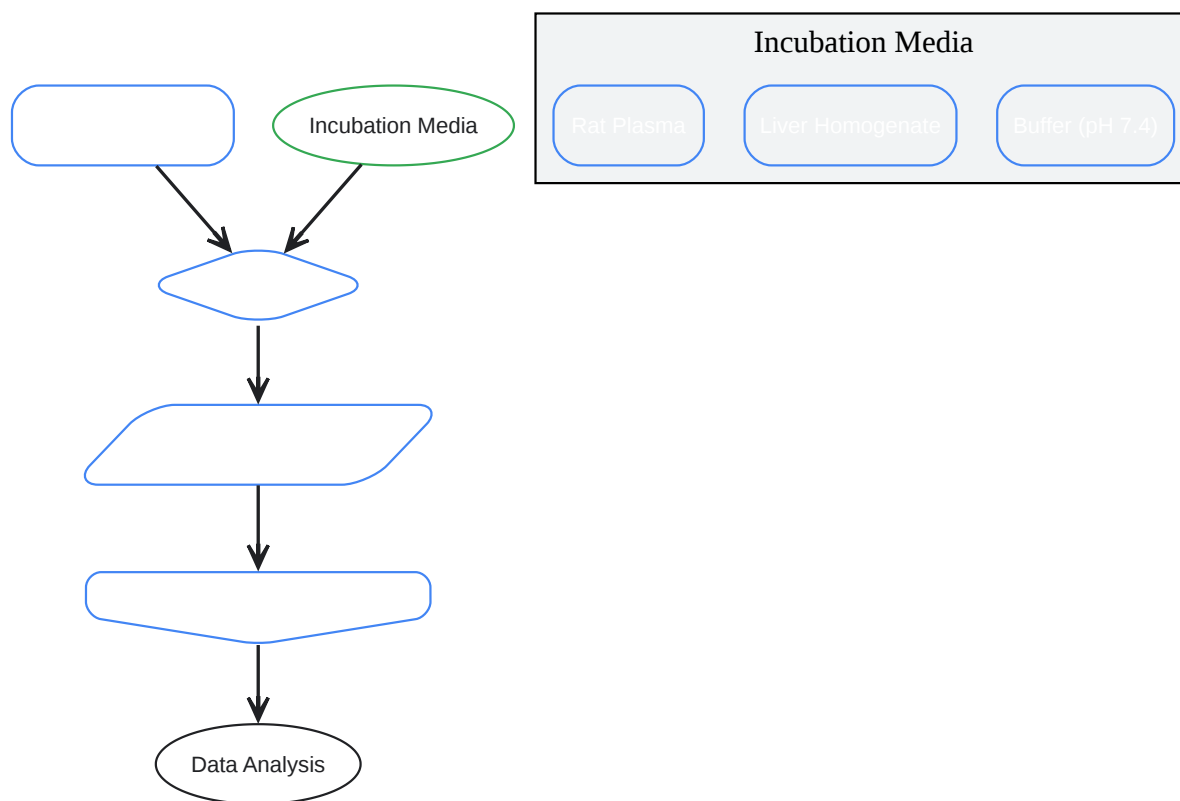 Incubation Media
Incubation Media
Rat Plasma
Liver Homogenate
Buffer (pH 7.4)
Data Analysis